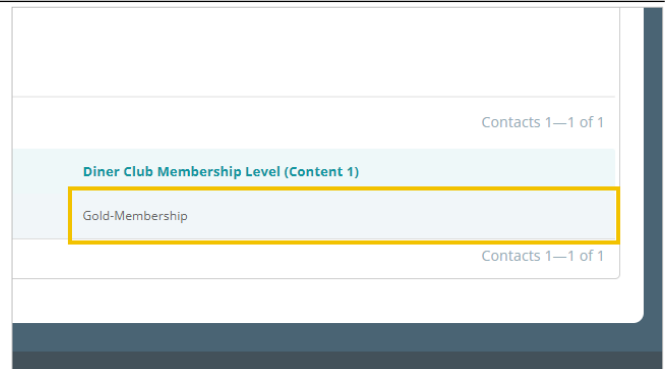 Contacts 1—1 of 1
Diner Club Membership Level (Content 1)
Gold-Membership
Contacts 1—1 of 1